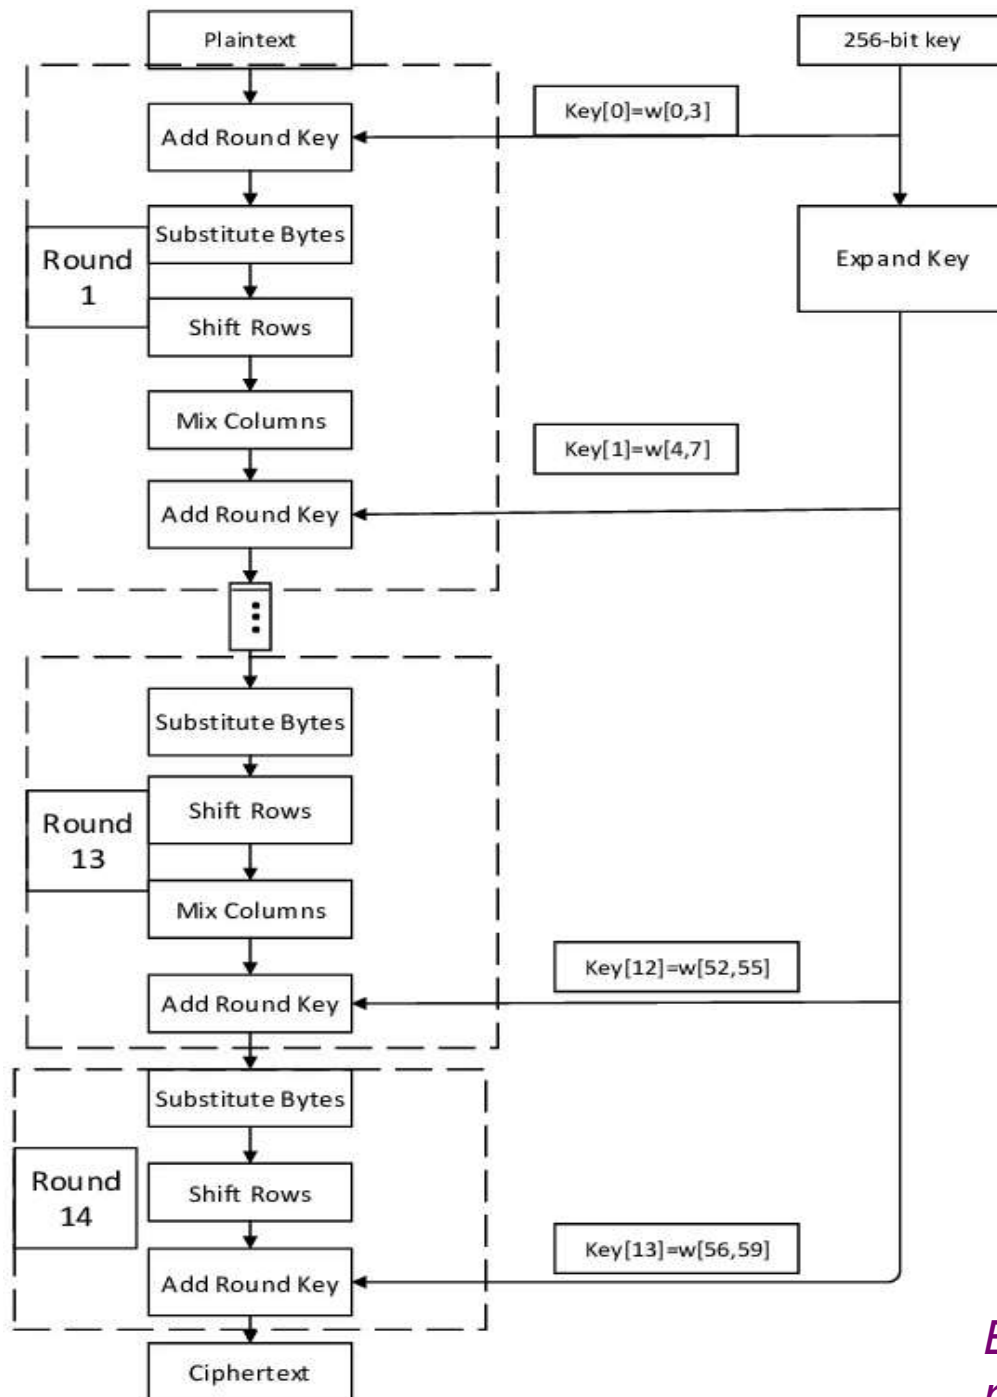 Plaintext
256-bit key
Key[0]=w[0,3]
Add Round Key
Substitute Bytes
Round
1
Expand Key
Shift Rows
Mix Columns
Key[1]=w[4,7]
Add Round Key
Substitute Bytes
Round
13
Shift Rows
Mix Columns
Key[12]=w[52,55]
Add Round Key
Substitute Bytes
Round
14
Shift Rows
Key[13]=w[56,59]
Add Round Key
Ciphertext